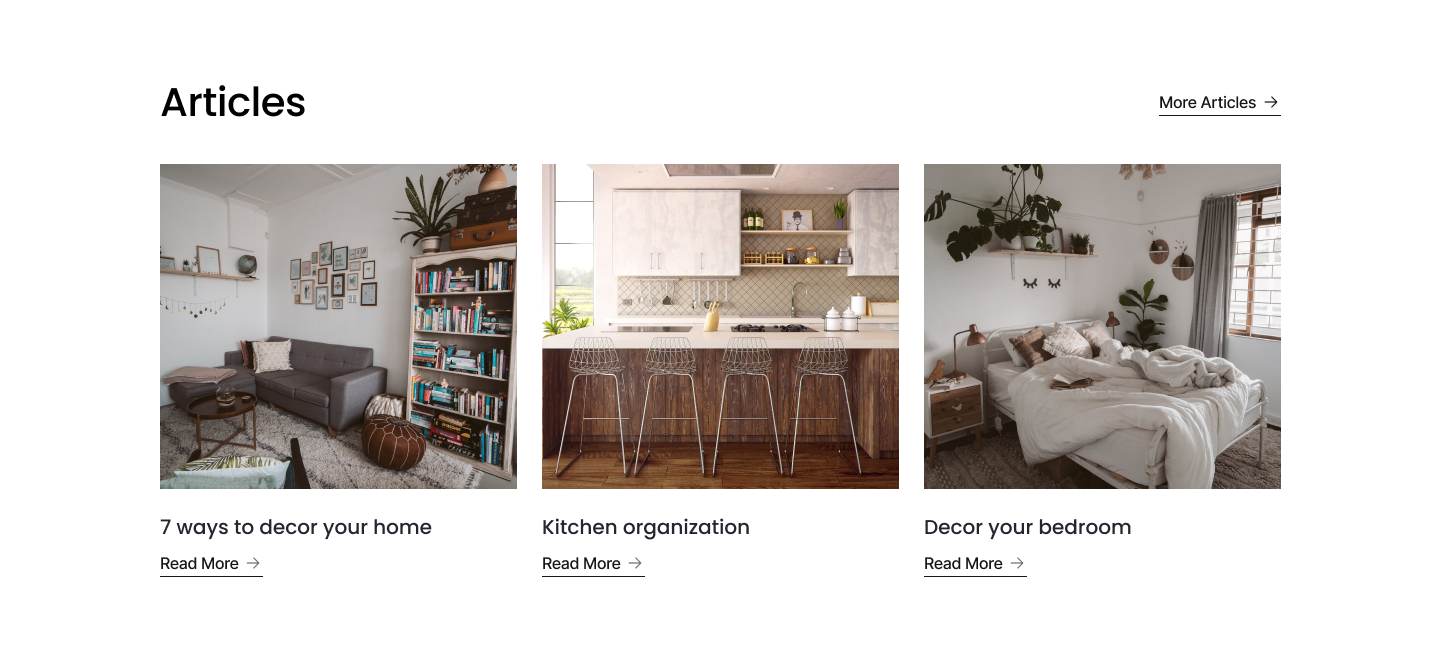 Articles
More Articles
7 ways to decor your home
Kitchen organization
Decor your bedroom
Read More
Read More
Read More